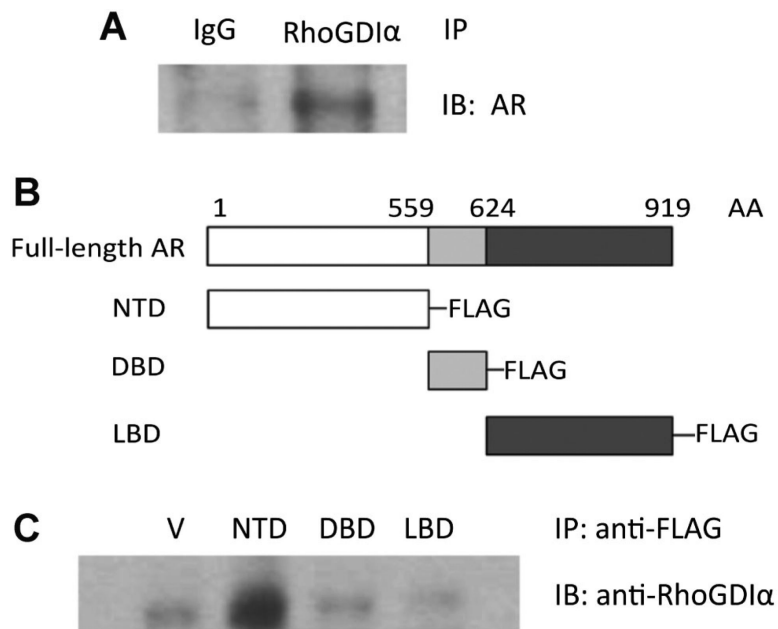 A IgG RhoGDIα IP
IB: AR
B
1 559 624 919 AA
Full-length AR
NTD FLAG
DBD FLAG
LBD FLAG
C V NTD DBD LBD IP: anti-FLAG
IB: anti-RhoGDIα